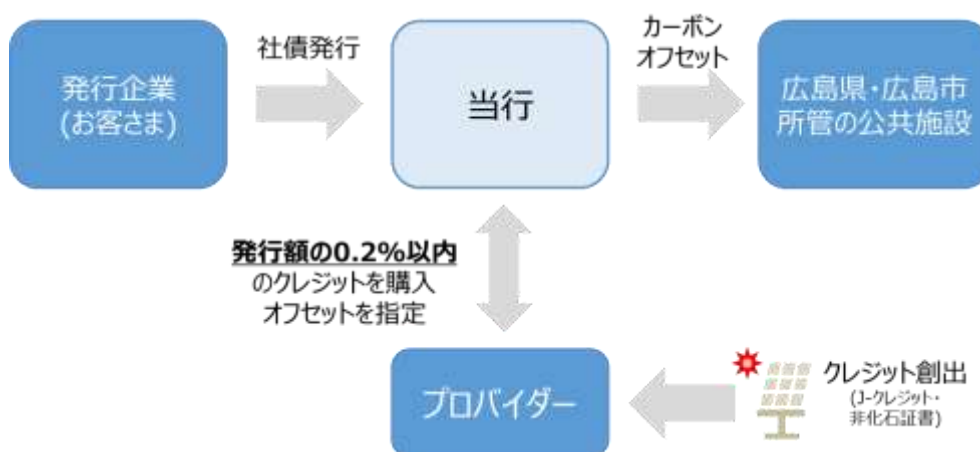 発行企業
(お客さま)
社債発行
当行
カーボン
オフセット
広島県・広島市
所管の公共施設
発行額の0.2%以内
のクレジットを購入
オフセットを指定
プロバイダー
クレジット創出
(J-クレジット・
非化石証書)